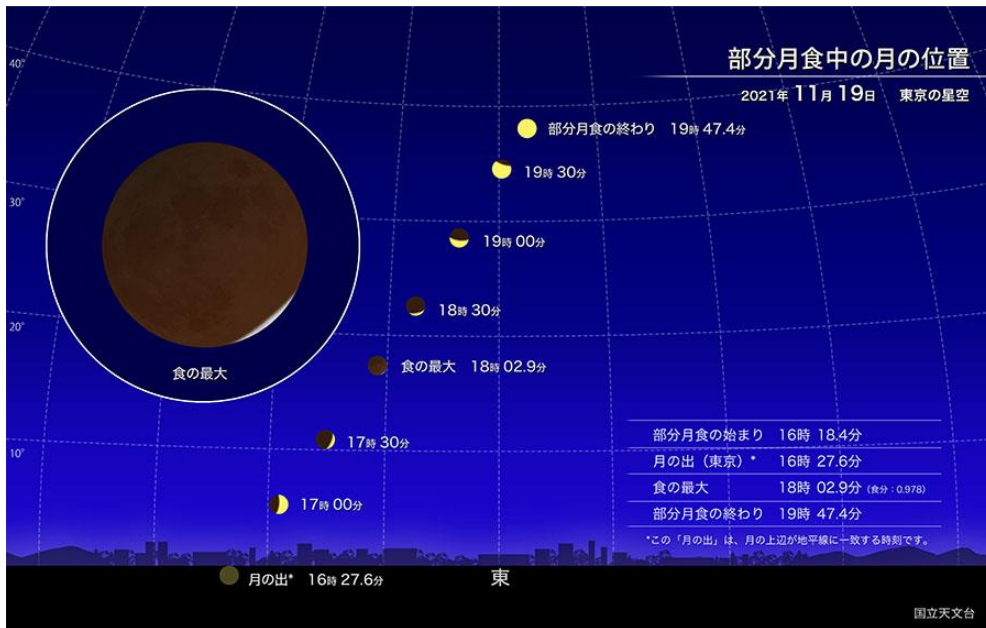 部分月食中の月の位置
2021年 11月 19日 東京の星空
40°
部分月食の終わり 19時 47.4分
19時 30分
30°
19時 00分
18時 30分
20°
食の最大 18時 02.9分
食の最大
17時 30分
10°
17時 00分
部分月食の始まり 16時 18.4分
月の出(東京)* 16時 27.6分
食の最大 18時 02.9分(食分:0.978)
部分月食の終わり 19時 47.4分
*この「月の出」は、月の上辺が地平線に一致する時刻です。
月の出* 16時 27.6分
東
国立天文台